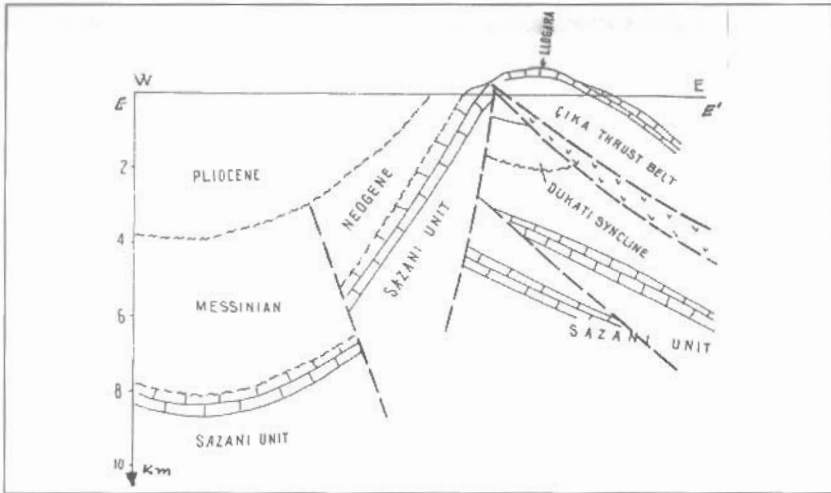 LLOGARA
W
E
E
E'
ÇIKA THRUST BELT
2
PLIOCENE
NEOGENE
DUKATI SYNCLINE
SAZANI UNIT
4
MESSINIAN
6
SAZANI UNIT
8
SAZANI UNIT
10
Km